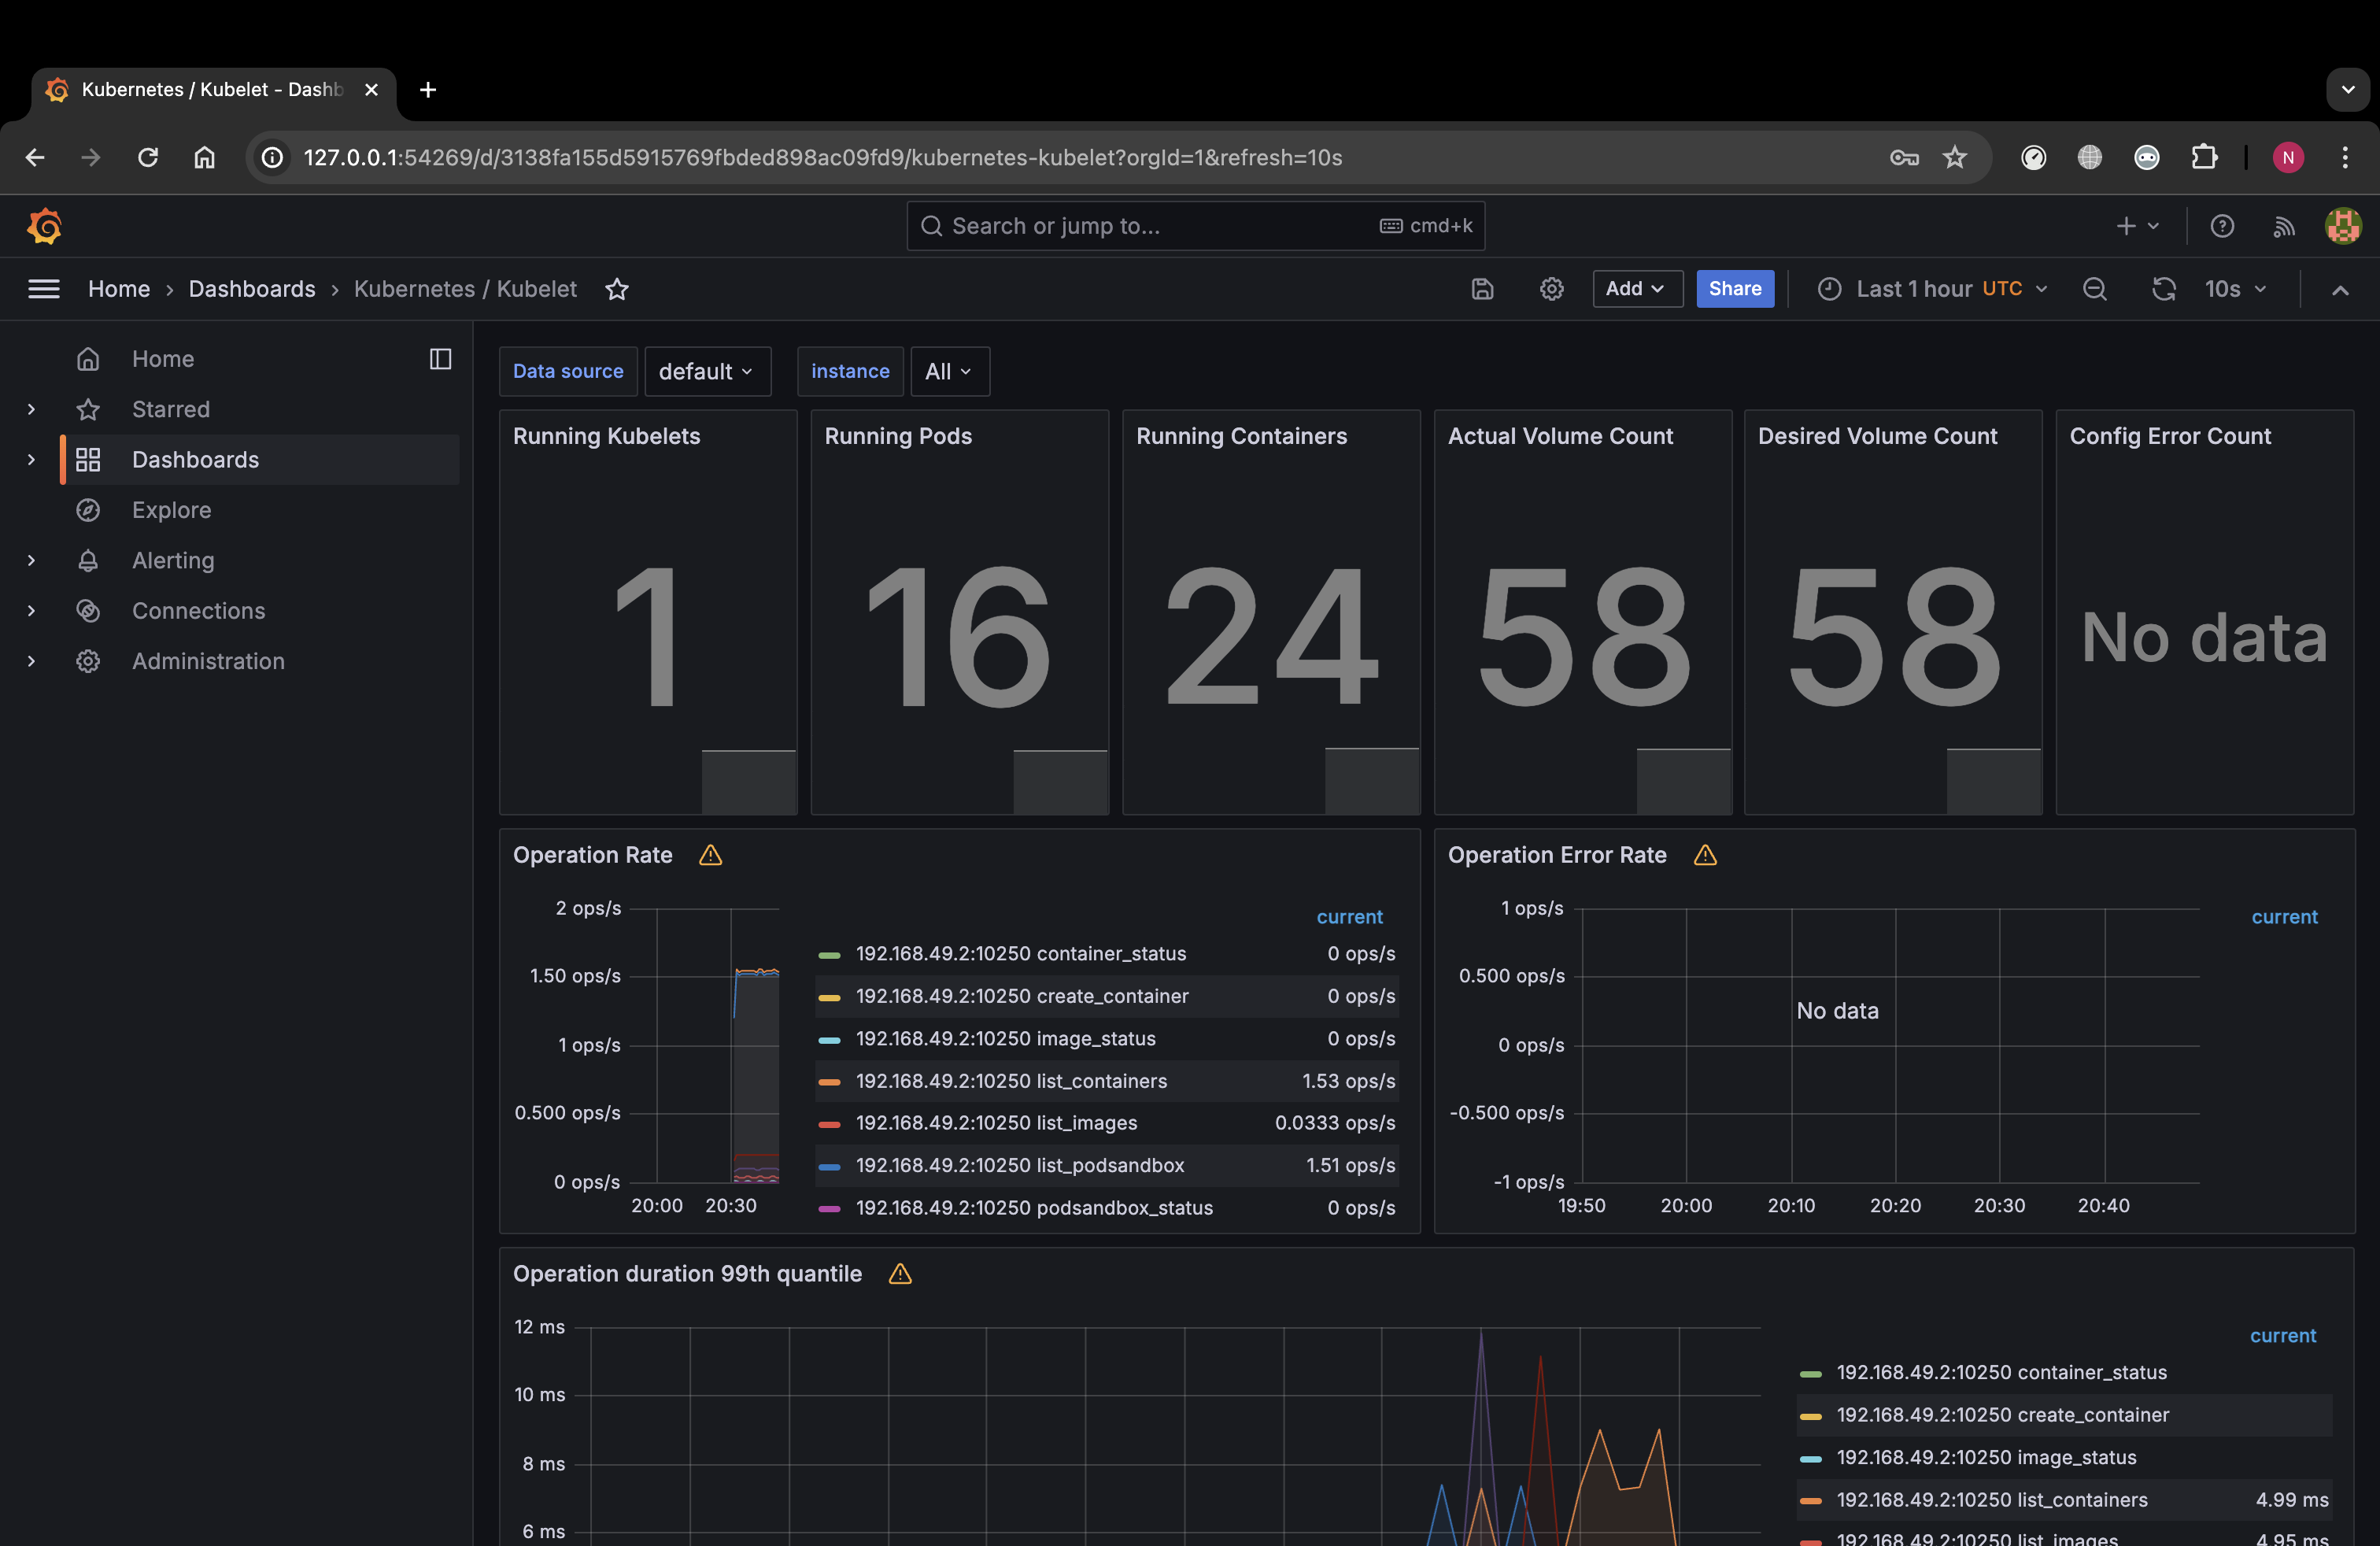 Kubernetes / Kubelet - Dashb
127.0.0.1:54269/d/3138fa155d5915769fbded898ac09fd9/kubernetes-kubelet?orgId=1&refresh=10s
N
Search or jump to...
cmd+k
Home
Dashboards
Kubernetes / Kubelet
Add
Share
Last 1 hour UTC
10s
Home
Starred
Dashboards
Explore
Alerting
Connections
Administration
Data source
default
instance
All
Running Kubelets
1
Running Pods
16
Running Containers
24
Actual Volume Count
58
Desired Volume Count
58
Config Error Count
No data
Operation Rate
2 ops/s
1.50 ops/s
1 ops/s
0.500 ops/s
0 ops/s
20:00
20:30
current
192.168.49.2:10250 container_status 0 ops/s
192.168.49.2:10250 create_container 0 ops/s
192.168.49.2:10250 image_status 0 ops/s
192.168.49.2:10250 list_containers 1.53 ops/s
192.168.49.2:10250 list_images 0.0333 ops/s
192.168.49.2:10250 list_podsandbox 1.51 ops/s
192.168.49.2:10250 podsandbox_status 0 ops/s
Operation Error Rate
1 ops/s
0.500 ops/s
0 ops/s
-0.500 ops/s
-1 ops/s
No data
19:50
20:00
20:10
20:20
20:30
20:40
current
Operation duration 99th quantile
12 ms
10 ms
8 ms
6 ms
current
192.168.49.2:10250 container_status
192.168.49.2:10250 create_container
192.168.49.2:10250 image_status
192.168.49.2:10250 list_containers 4.99 ms
192.168.49.2:10250 list_images 4.95 ms